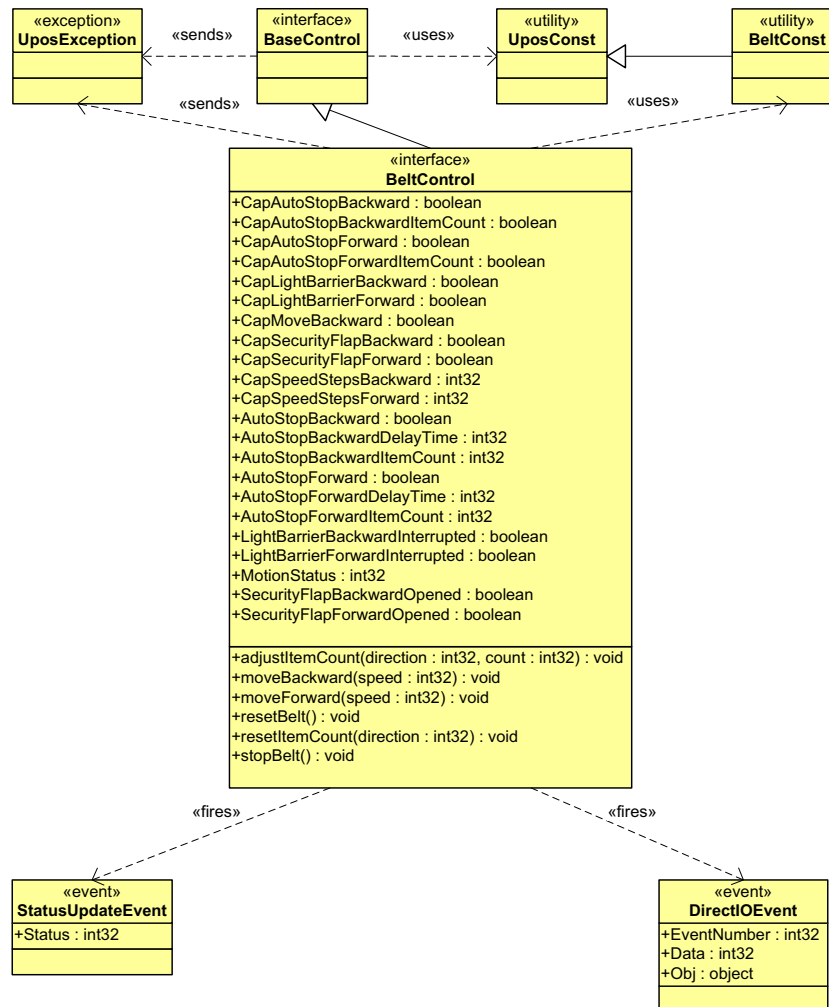 «exception»
UposException
«sends»
«interface»
BaseControl
«uses»
«utility»
UposConst
«utility»
BeltConst
«sends»
«uses»
«interface»
BeltControl
+CapAutoStopBackward : boolean
+CapAutoStopBackwardItemCount : boolean
+CapAutoStopForward : boolean
+CapAutoStopForwardItemCount : boolean
+CapLightBarrierBackward : boolean
+CapLightBarrierForward : boolean
+CapMoveBackward : boolean
+CapSecurityFlapBackward : boolean
+CapSecurityFlapForward : boolean
+CapSpeedStepsBackward : int32
+CapSpeedStepsForward : int32
+AutoStopBackward : boolean
+AutoStopBackwardDelayTime : int32
+AutoStopBackwardItemCount : int32
+AutoStopForward : boolean
+AutoStopForwardDelayTime : int32
+AutoStopForwardItemCount : int32
+LightBarrierBackwardInterrupted : boolean
+LightBarrierForwardInterrupted : boolean
+MotionStatus : int32
+SecurityFlapBackwardOpened : boolean
+SecurityFlapForwardOpened : boolean
+adjustItemCount(direction : int32, count : int32) : void
+moveBackward(speed : int32) : void
+moveForward(speed : int32) : void
+resetBelt() : void
+resetItemCount(direction : int32) : void
+stopBelt() : void
«fires»
«fires»
«event»
StatusUpdateEvent
+Status : int32
«event»
DirectIOEvent
+EventNumber : int32
+Data : int32
+Obj : object